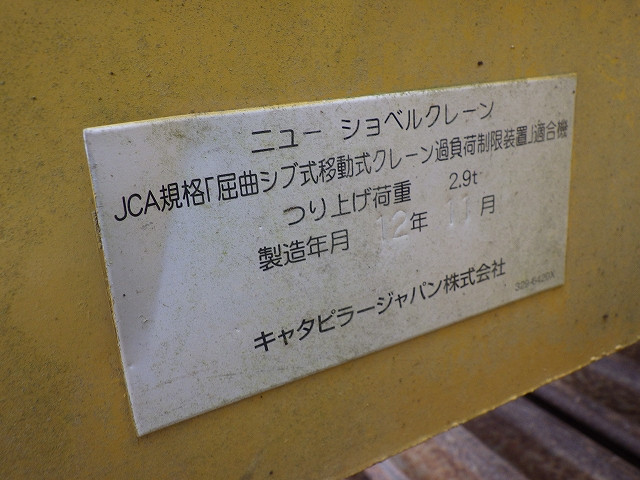 ニュー ショベルクレーン
JCA規格「屈曲ジブ式移動式クレーン過負荷制限装置」適合機
つり上げ荷重 2.9t
製造年月 12年 11月
キャタピラージャパン株式会社